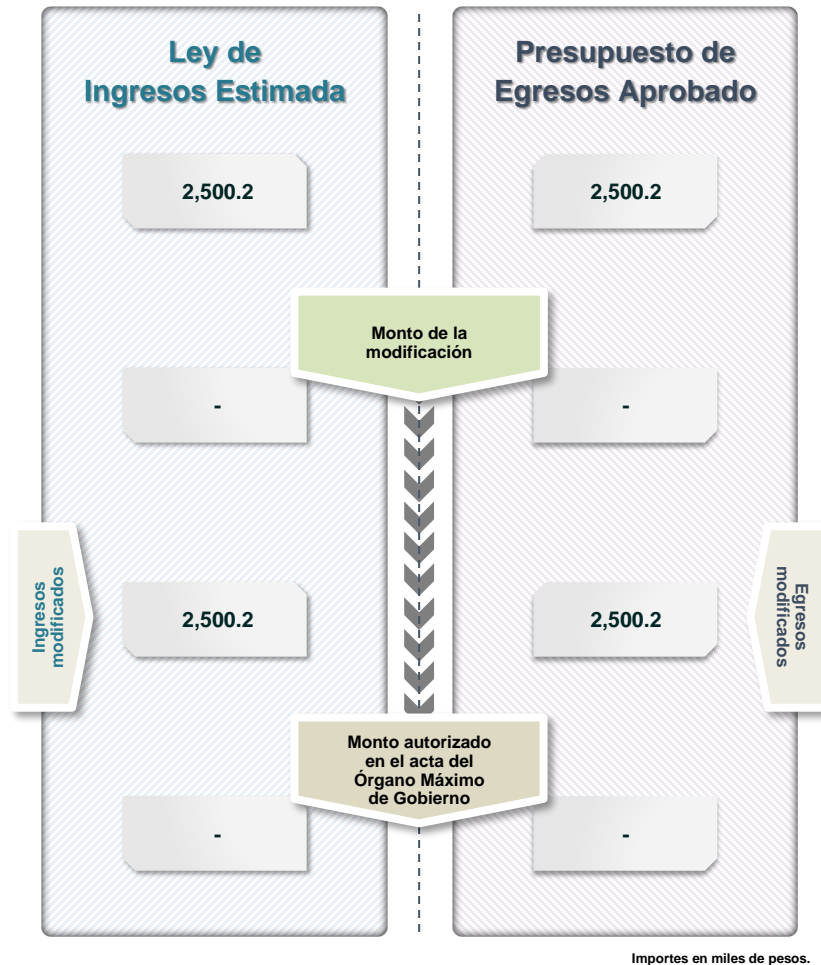 Ley de
Ingresos Estimada
Presupuesto de
Egresos Aprobado
2,500.2
2,500.2
Monto de la
modificación
-
-
Ingresos
modificados
2,500.2
2,500.2
Egresos
modificados
Monto autorizado
en el acta del
Órgano Máximo
de Gobierno
-
-
Importes en miles de pesos.